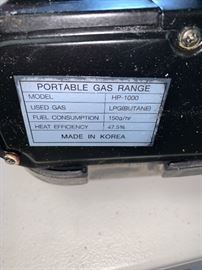 PORTABLE GAS RANGE
MODEL HP-1000
USED GAS LPG(BUTANE)
FUEL CONSUMPTION 150g/hr
HEAT EFFICIENCY 47.5%
MADE IN KOREA